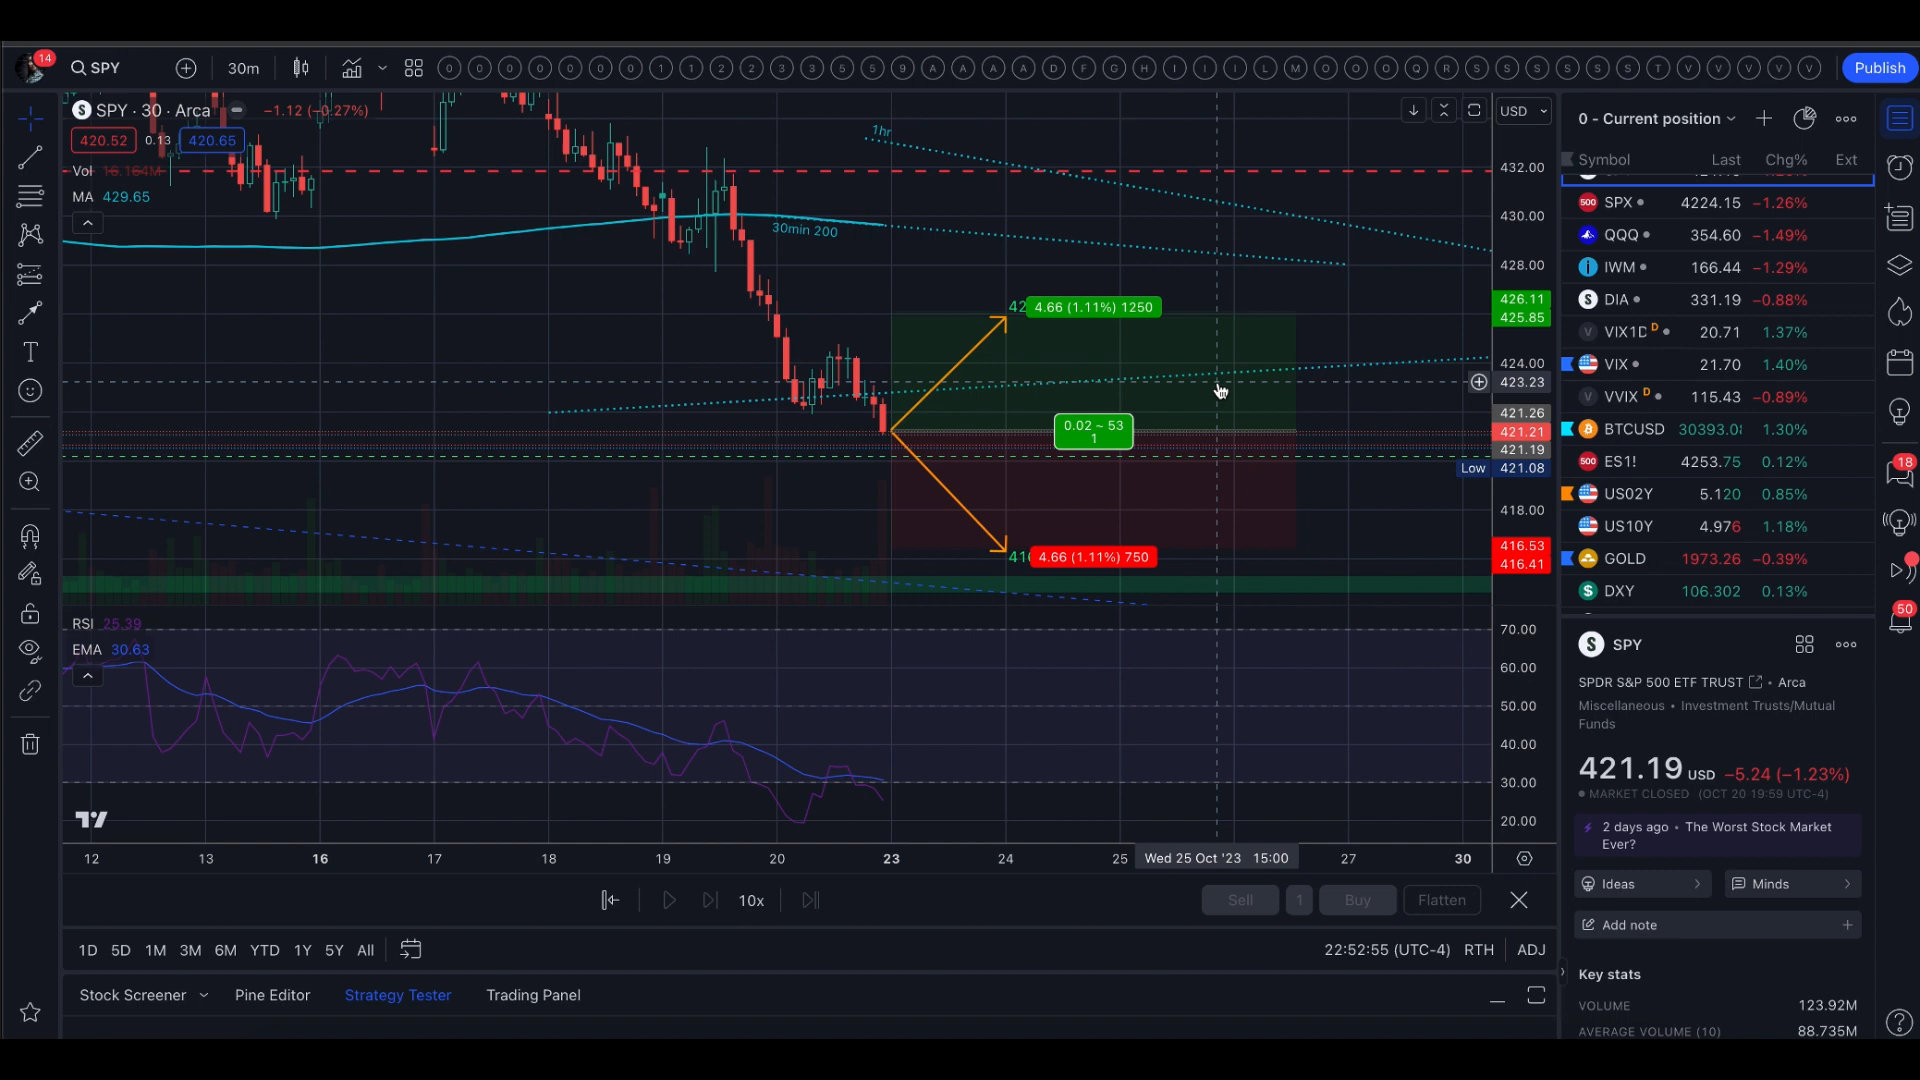 14
SPY
30m
Publish
SPY · 30 · Arca
−1.12 (−0.27%)
420.52
0.13
420.65
Vol 16.164M
MA 429.65
1hr
30min 200
4.66 (1.11%) 1250
0.02 ~ 53
1
4.66 (1.11%) 750
USD
432.00
430.00
428.00
426.11
425.85
424.00
423.23
421.26
421.21
421.19
Low 421.08
418.00
416.53
416.41
RSI 25.39
EMA 30.63
70.00
60.00
50.00
40.00
30.00
20.00
12 13 16 17 18 19 20 23 24 25 Wed 25 Oct '23 15:00 27 30
10x
Sell 1 Buy Flatten
1D 5D 1M 3M 6M YTD 1Y 5Y All
22:52:55 (UTC-4) RTH ADJ
Stock Screener Pine Editor Strategy Tester Trading Panel
0 - Current position
Symbol Last Chg% Ext
SPX 4224.15 −1.26%
QQQ 354.60 −1.49%
IWM 166.44 −1.29%
DIA 331.19 −0.88%
VIX1D D 20.71 1.37%
VIX 21.70 1.40%
VVIX D 115.43 −0.89%
BTCUSD 30393.0 1.30%
ES1! 4253.75 0.12%
US02Y 5.120 0.85%
US10Y 4.976 1.18%
GOLD 1973.26 −0.39%
DXY 106.302 0.13%
SPY
SPDR S&P 500 ETF TRUST • Arca
Miscellaneous • Investment Trusts/Mutual
Funds
421.19 USD −5.24 (−1.23%)
MARKET CLOSED (OCT 20 19:59 UTC-4)
2 days ago • The Worst Stock Market
Ever?
Ideas
Minds
Add note
Key stats
VOLUME 123.92M
AVERAGE VOLUME (10) 88.735M
18
50